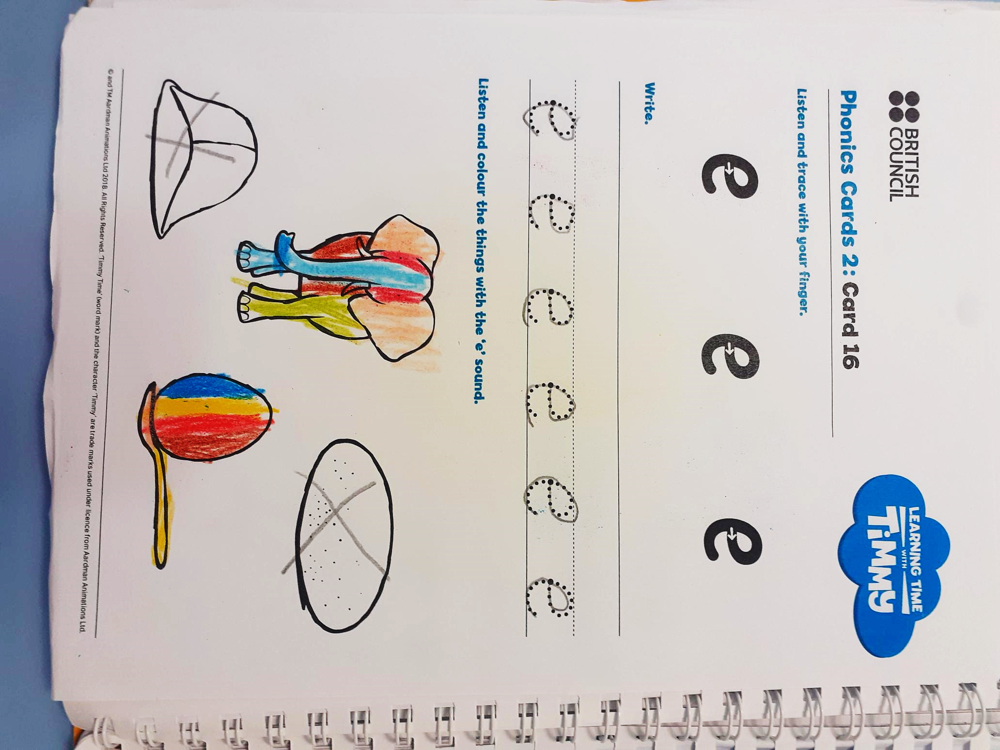 BRITISH
COUNCIL
LEARNING TIME
WITH
TiMMy
Phonics Cards 2: Card 16
Listen and trace with your finger.
e e e
Write.
e e e e e e
Listen and colour the things with the ‘e’ sound.
© and TM Aardman Animations Ltd 2018. All Rights Reserved. ‘Timmy Time’ (word mark) and the character ‘Timmy’ are trade marks used under licence from Aardman Animations Ltd.